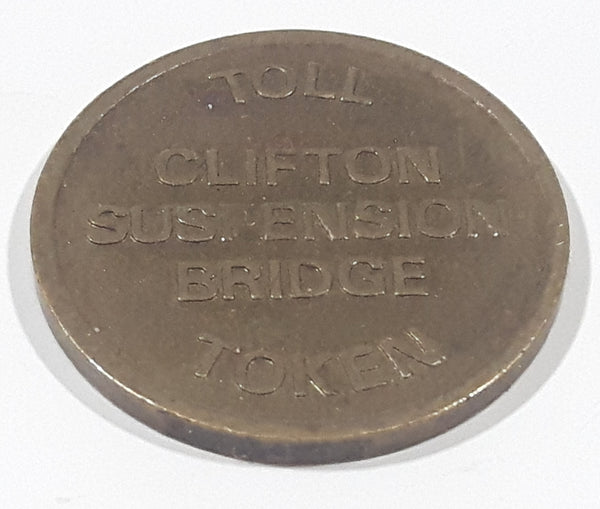 TOLL
CLIFTON
SUSPENSION
BRIDGE
TOKEN